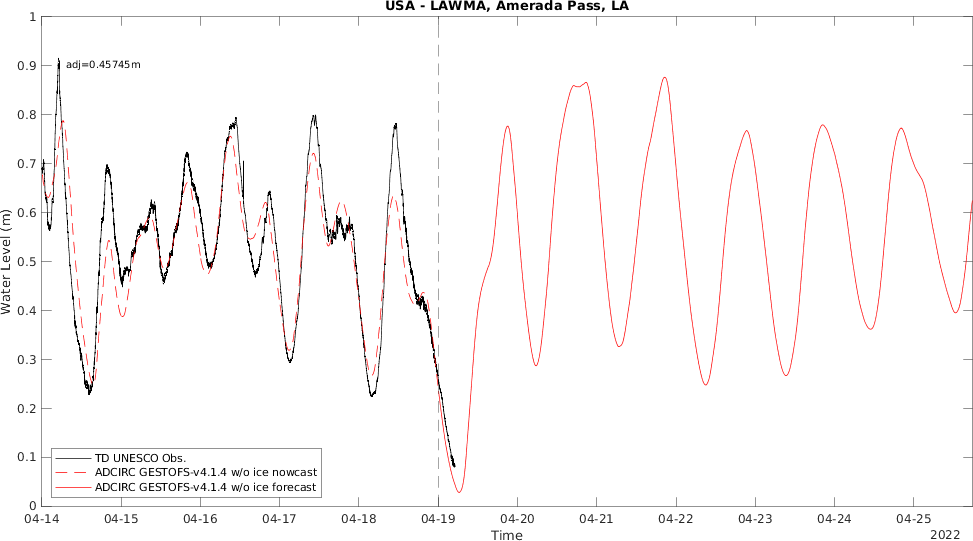 USA - LAWMA, Amerada Pass, LA
adj=0.45745m
1
0.9
0.8
0.7
0.6
0.5
0.4
0.3
0.2
0.1
0
Water Level (m)
TD UNESCO Obs.
ADCIRC GESTOFS-v4.1.4 w/o ice nowcast
ADCIRC GESTOFS-v4.1.4 w/o ice forecast
04-14 04-15 04-16 04-17 04-18 04-19 04-20 04-21 04-22 04-23 04-24 04-25
Time
2022